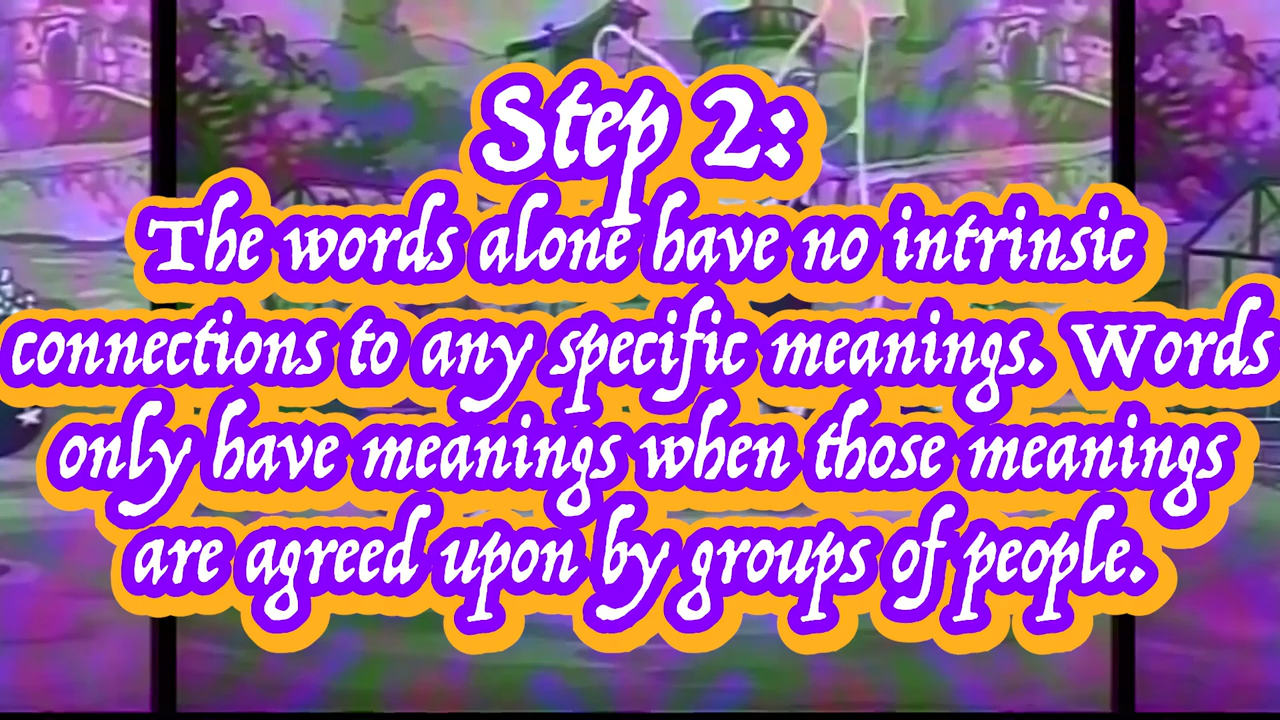 Step 2:
The words alone have no intrinsic
connections to any specific meanings. Words
only have meanings when those meanings
are agreed upon by groups of people.